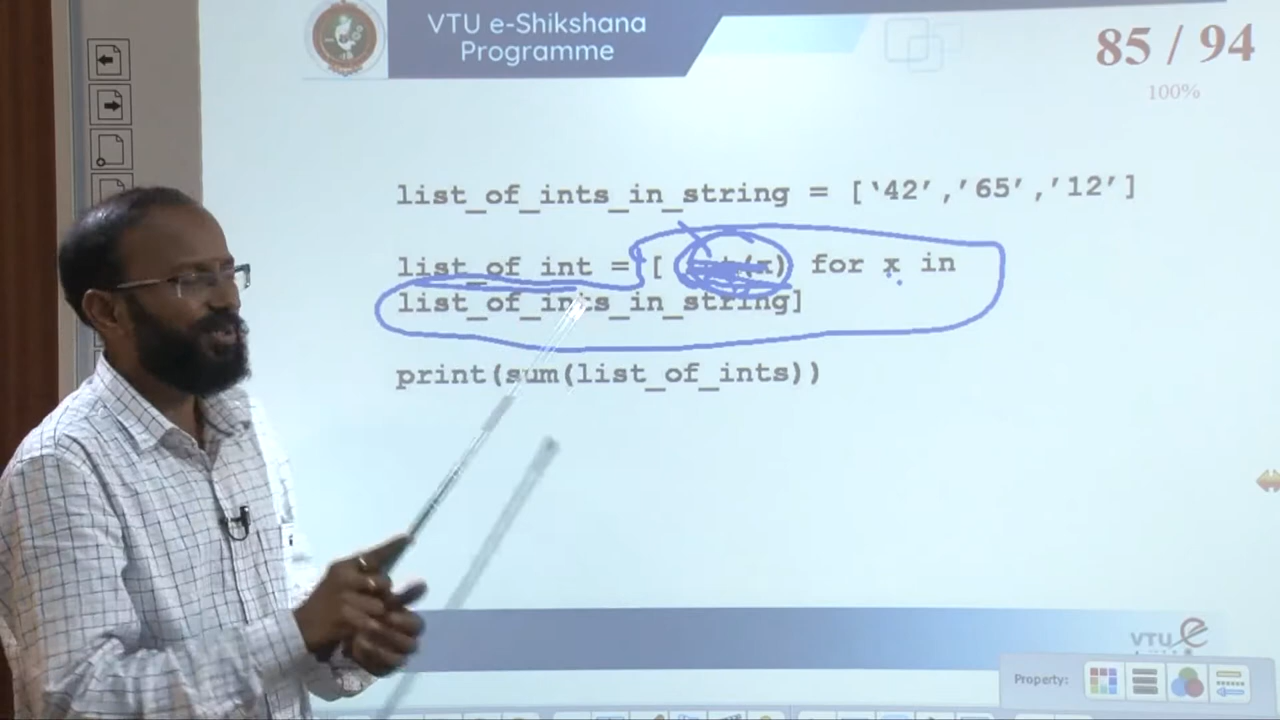 VTU e-Shikshana
Programme
85 / 94
100%
list_of_ints_in_string = [‘42’,’65’,’12’]
list_of_int = [ int(x) for x in
list_of_ints_in_string]
print(sum(list_of_ints))
VTU e
Property: